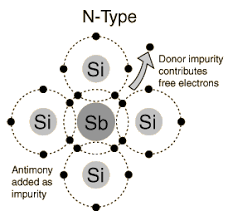 N-Type
Si
Donor impurity
contributes
free electrons
Si
Sb
Si
Antimony
added as
impurity
Si